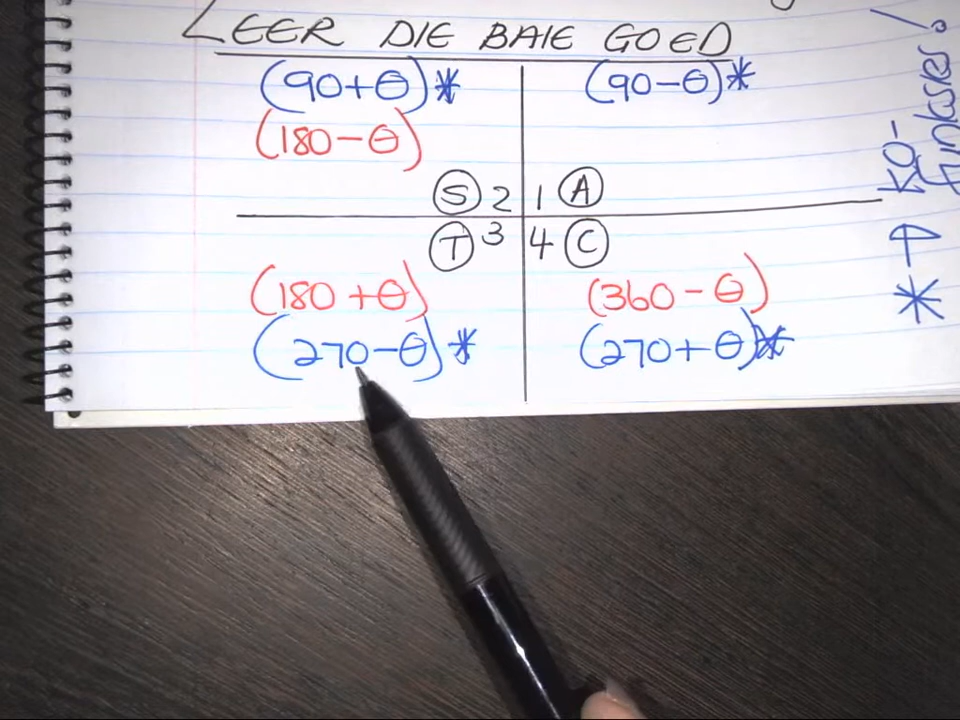 LEER DIE BAIE GOED
(90+θ)* (90-θ)*
(180-θ)
S 2 1 A
T 3 4 C
(180+θ) (360-θ)
(270-θ)* (270+θ)*
* → KO-
funksies!